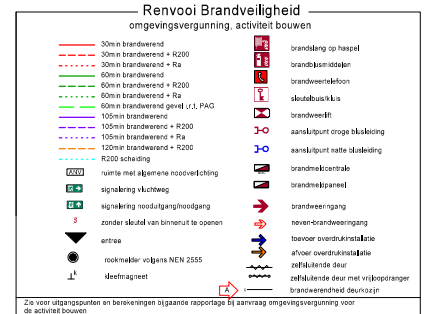 Renvooi Brandveiligheid
omgevingsvergunning, activiteit bouwen
30min brandwerend
30min brandwerend + R200
30min brandwerend + Ra
60min brandwerend
60min brandwerend + R200
60min brandwerend + Ra
60min brandwerend gevel i.r.t. PAG
105min brandwerend
105min brandwerend + R200
105min brandwerend + Ra
120min brandwerend + R200
R200 scheiding
ANV ruimte met algemene noodverlichting
signalering vluchtweg
signalering nooduitgang/noodgang
s zonder sleutel van binnenuit te openen
entree
rookmelder volgens NEN 2555
k kleefmagneet
brandslang op haspel
brandblusmiddelen
brandweertelefoon
sleutelbuis/kluis
brandweerlift
aansluitpunt droge blusleiding
aansluitpunt natte blusleiding
brandmeldcentrale
brandmeldpaneel
brandweeringang
neven-brandweeringang
toevoer overdrukinstallatie
afvoer overdrukinstallatie
zelfsluitende deur
zelfsluitende deur met vrijloopdranger
A brandwerendheid deurkozijn
Zie voor uitgangspunten en berekeningen bijgaande rapportage bij aanvraag omgevingsvergunning voor
de activiteit bouwen